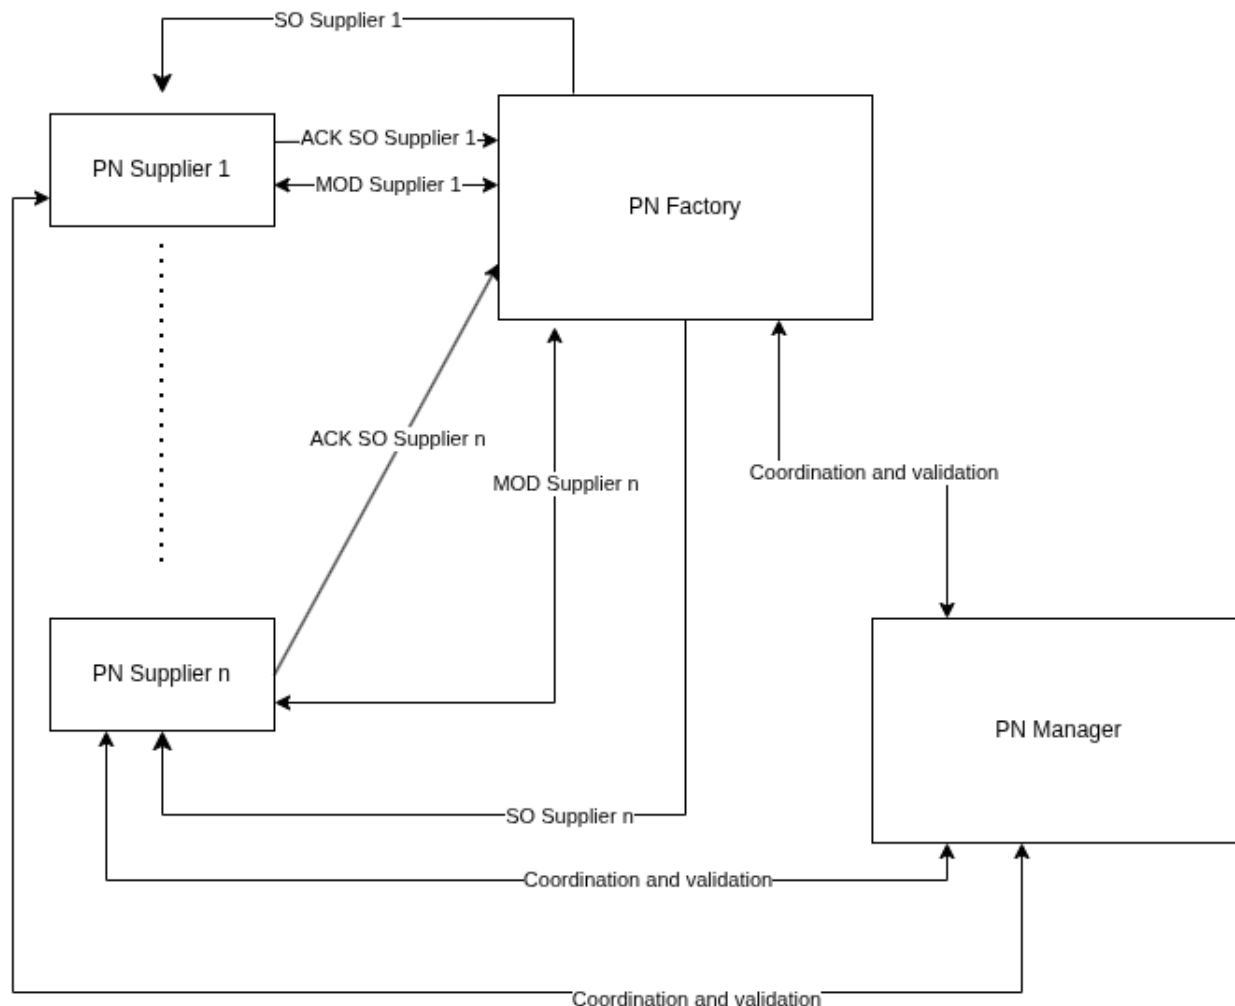 SO Supplier 1
ACK SO Supplier 1
PN Supplier 1
MOD Supplier 1
PN Factory
ACK SO Supplier n
Coordination and validation
MOD Supplier n
PN Supplier n
PN Manager
SO Supplier n
Coordination and validation
Coordination and validation